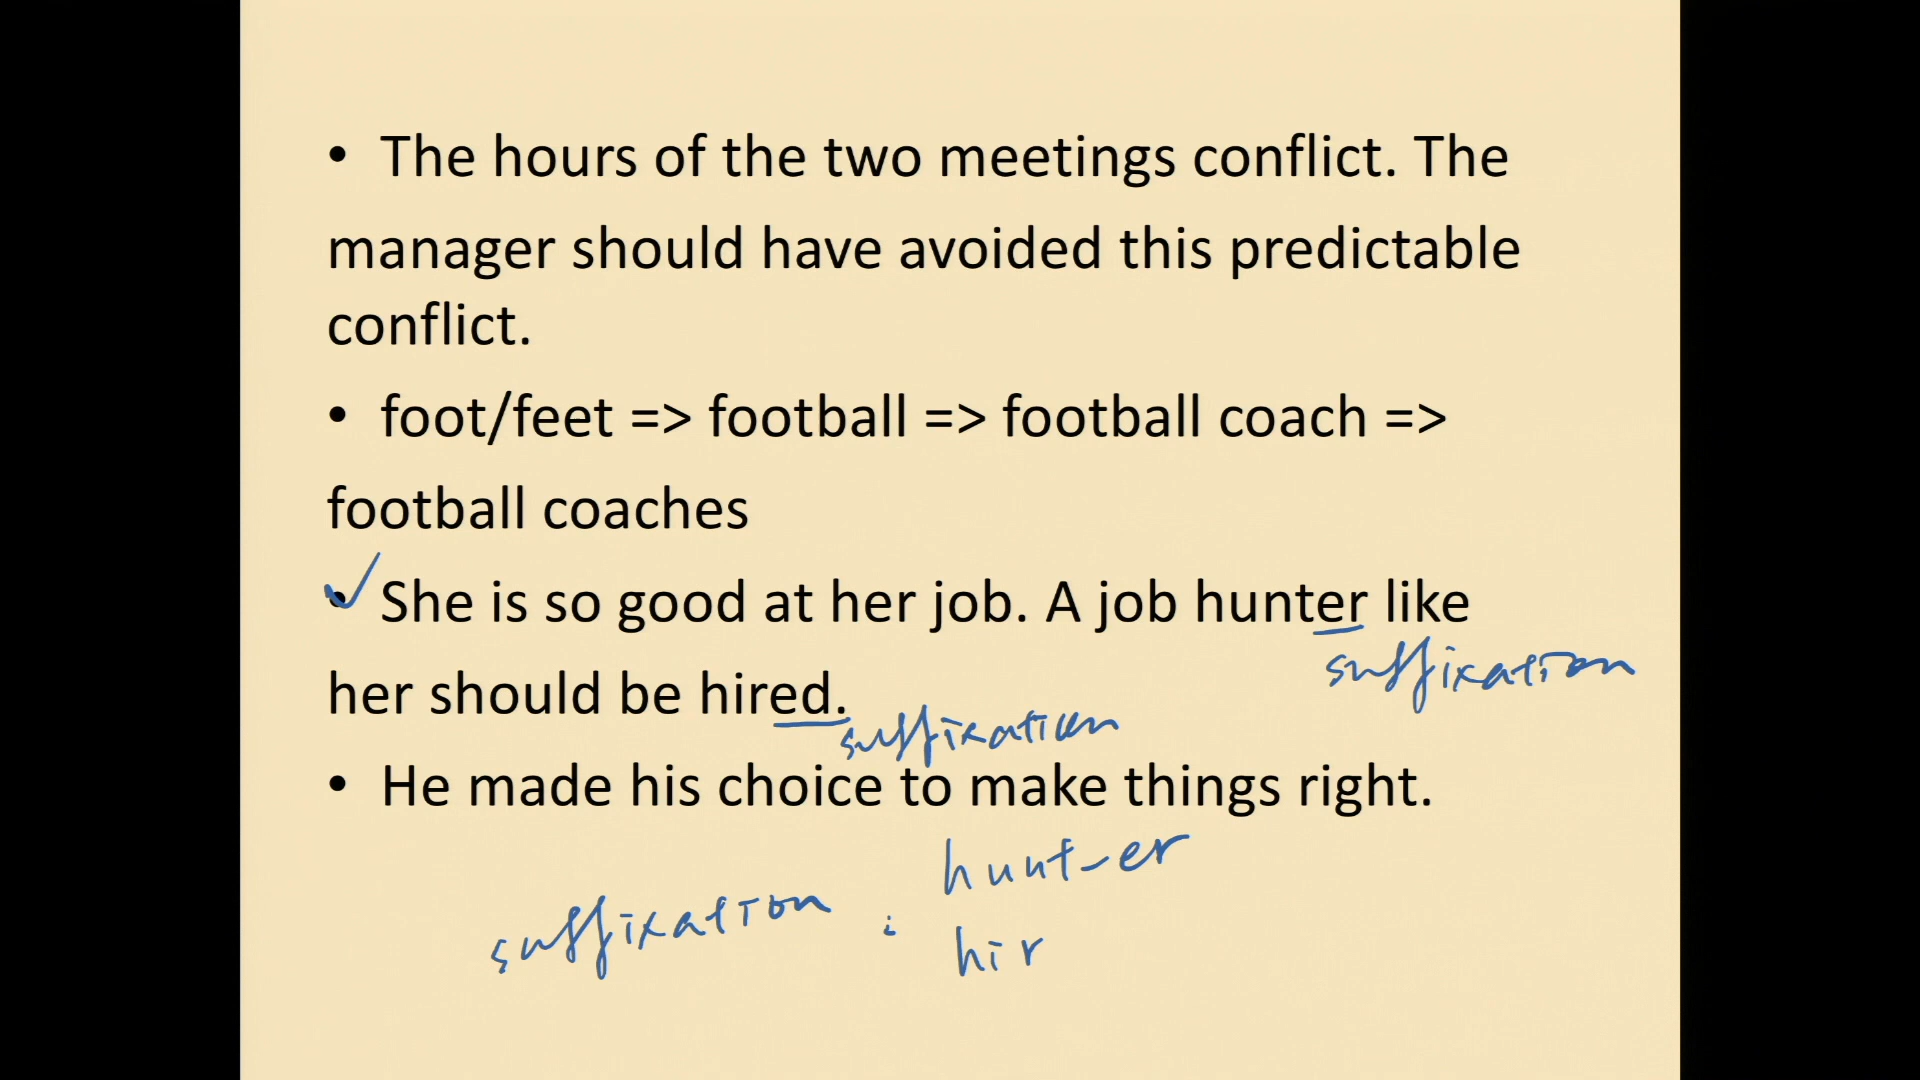 • The hours of the two meetings conflict. The
manager should have avoided this predictable
conflict.
• foot/feet => football => football coach =>
football coaches
• She is so good at her job. A job hunter like
suffixation
her should be hired.
suffixation
• He made his choice to make things right.
hunt-er
suffixation :
hir